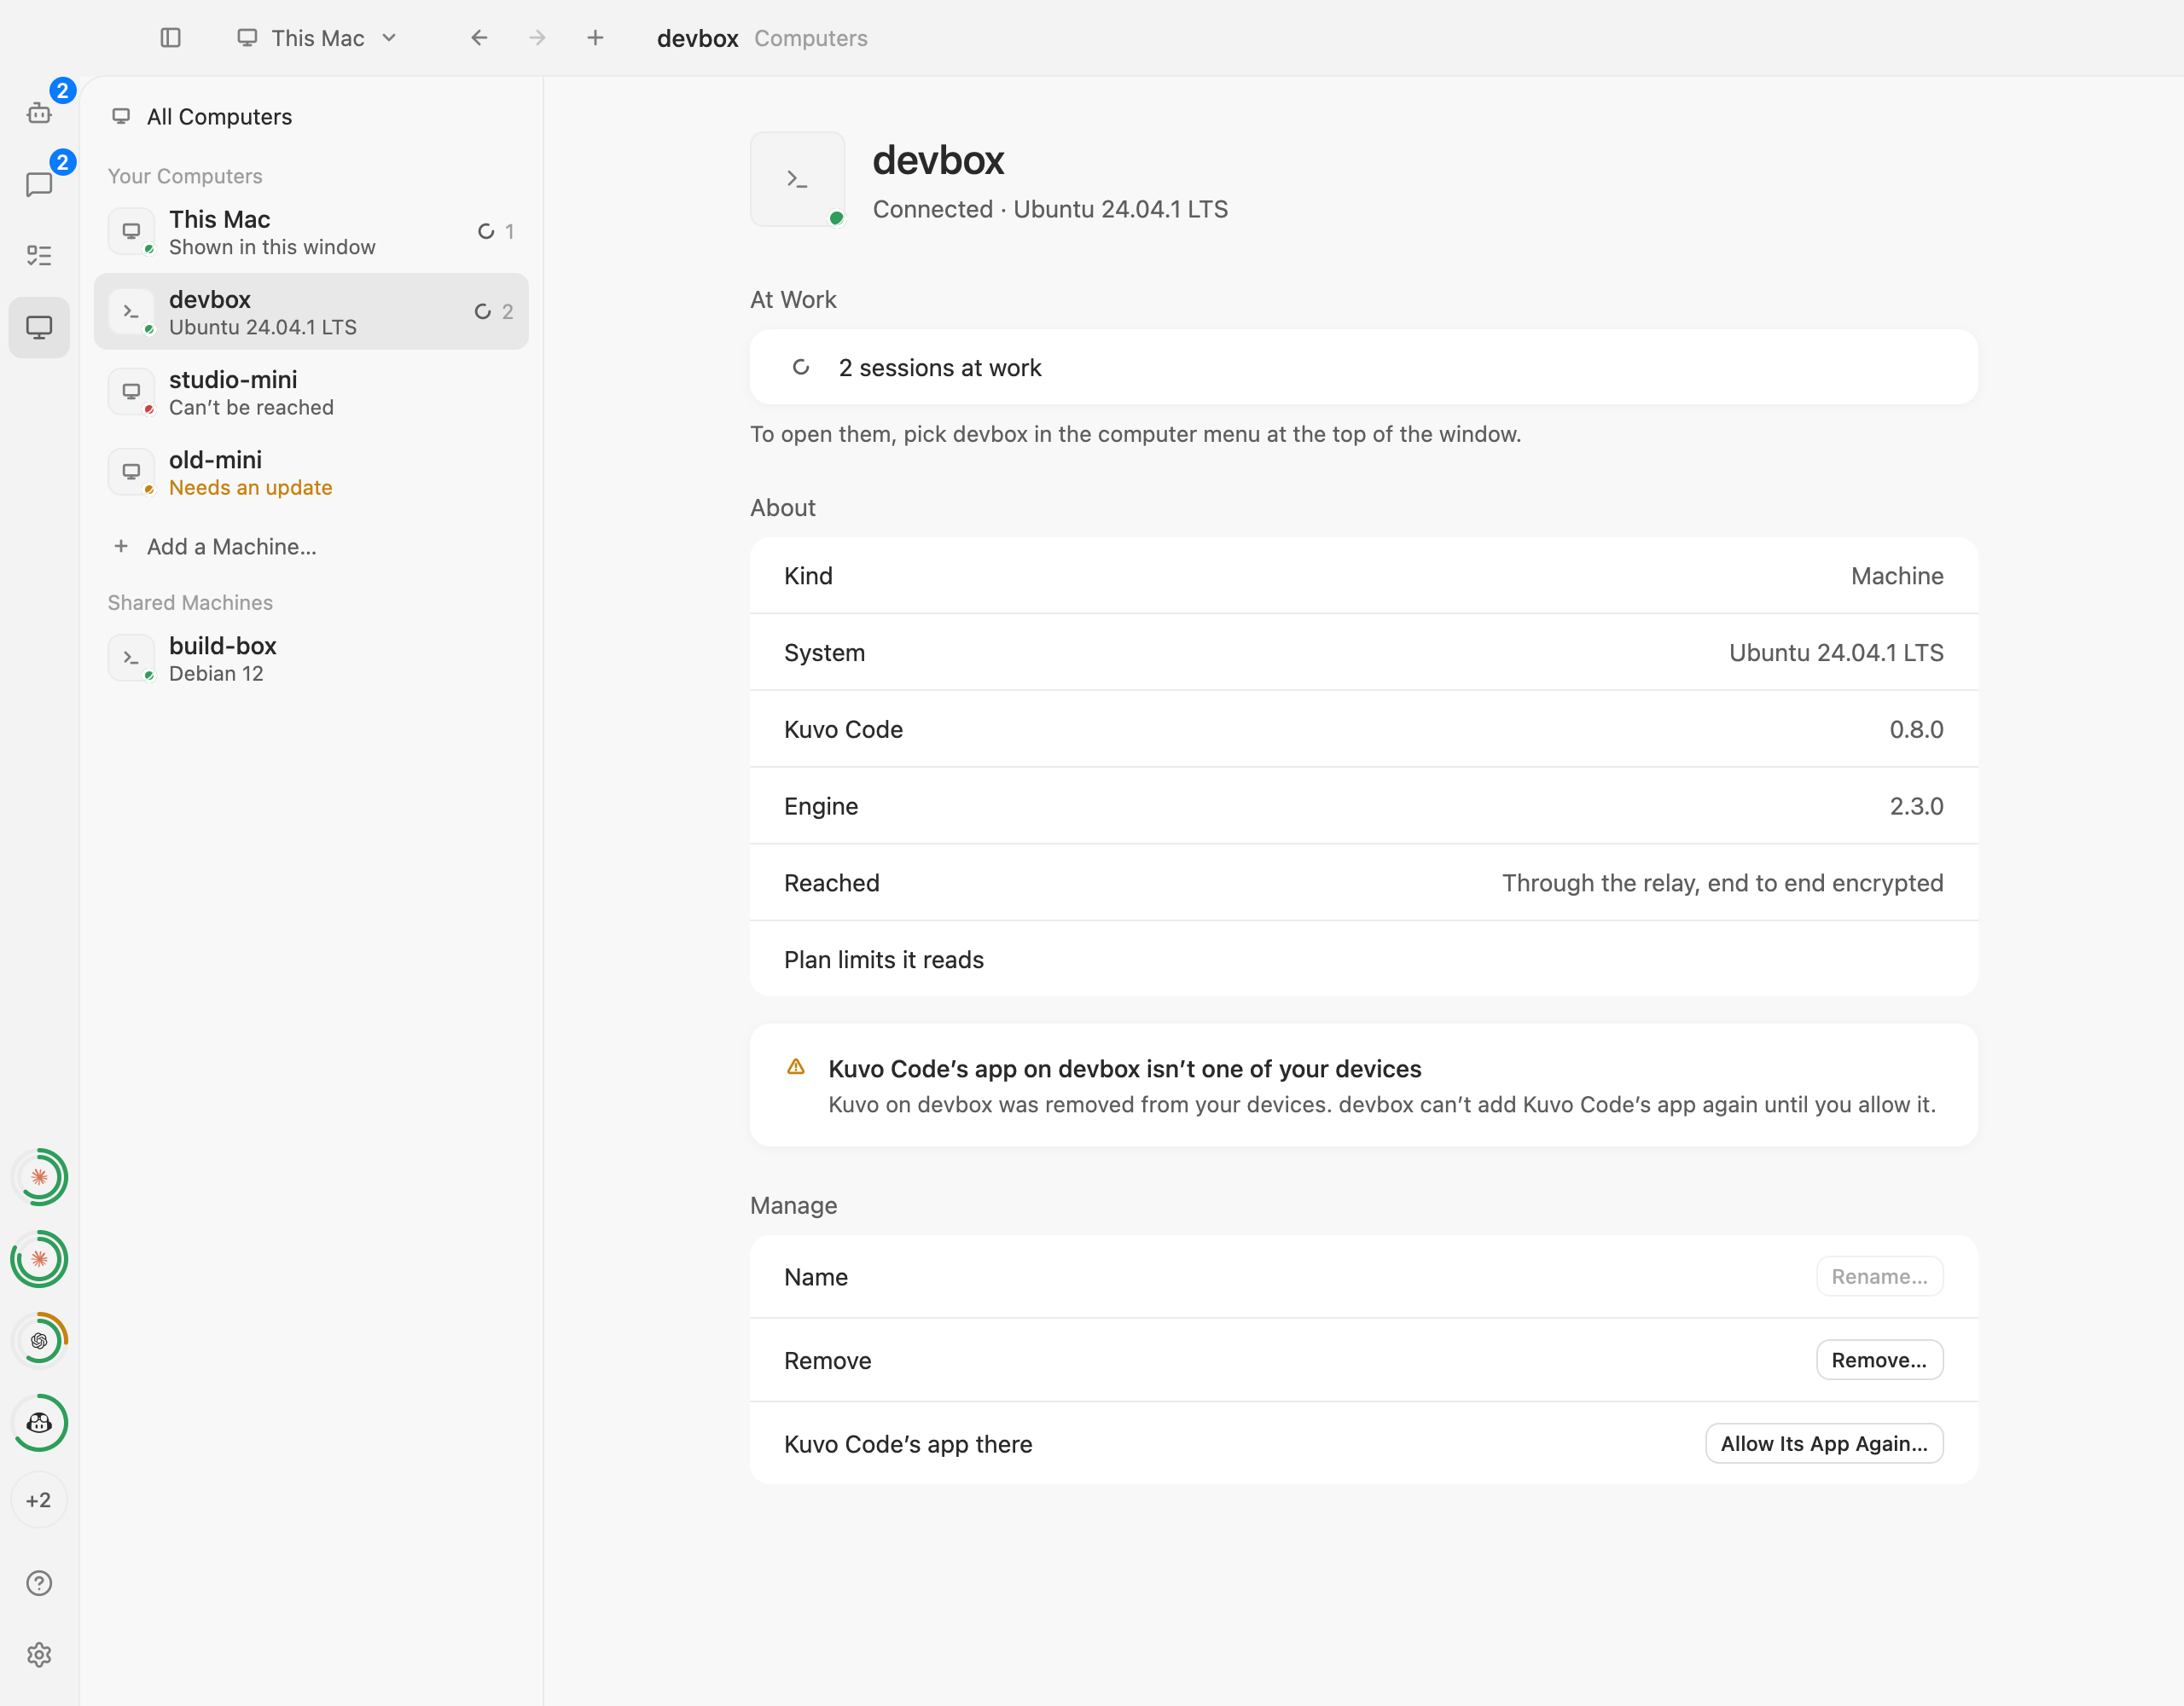 This Mac
devbox Computers
2
2
All Computers
Your Computers
This Mac
Shown in this window
1
devbox
Ubuntu 24.04.1 LTS
2
studio-mini
Can’t be reached
old-mini
Needs an update
+ Add a Machine…
Shared Machines
build-box
Debian 12
+2
devbox
Connected · Ubuntu 24.04.1 LTS
At Work
2 sessions at work
To open them, pick devbox in the computer menu at the top of the window.
About
Kind Machine
System Ubuntu 24.04.1 LTS
Kuvo Code 0.8.0
Engine 2.3.0
Reached Through the relay, end to end encrypted
Plan limits it reads
Kuvo Code’s app on devbox isn’t one of your devices
Kuvo on devbox was removed from your devices. devbox can’t add Kuvo Code’s app again until you allow it.
Manage
Name Rename…
Remove Remove…
Kuvo Code’s app there Allow Its App Again…